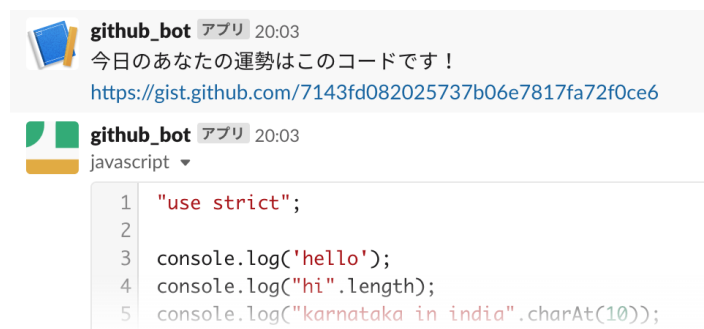 github_bot アプリ 20:03
今日のあなたの運勢はこのコードです！
https://gist.github.com/7143fd082025737b06e7817fa72f0ce6
github_bot アプリ 20:03
javascript
1 "use strict";
2
3 console.log('hello');
4 console.log("hi".length);
5 console.log("karnataka in india".charAt(10));